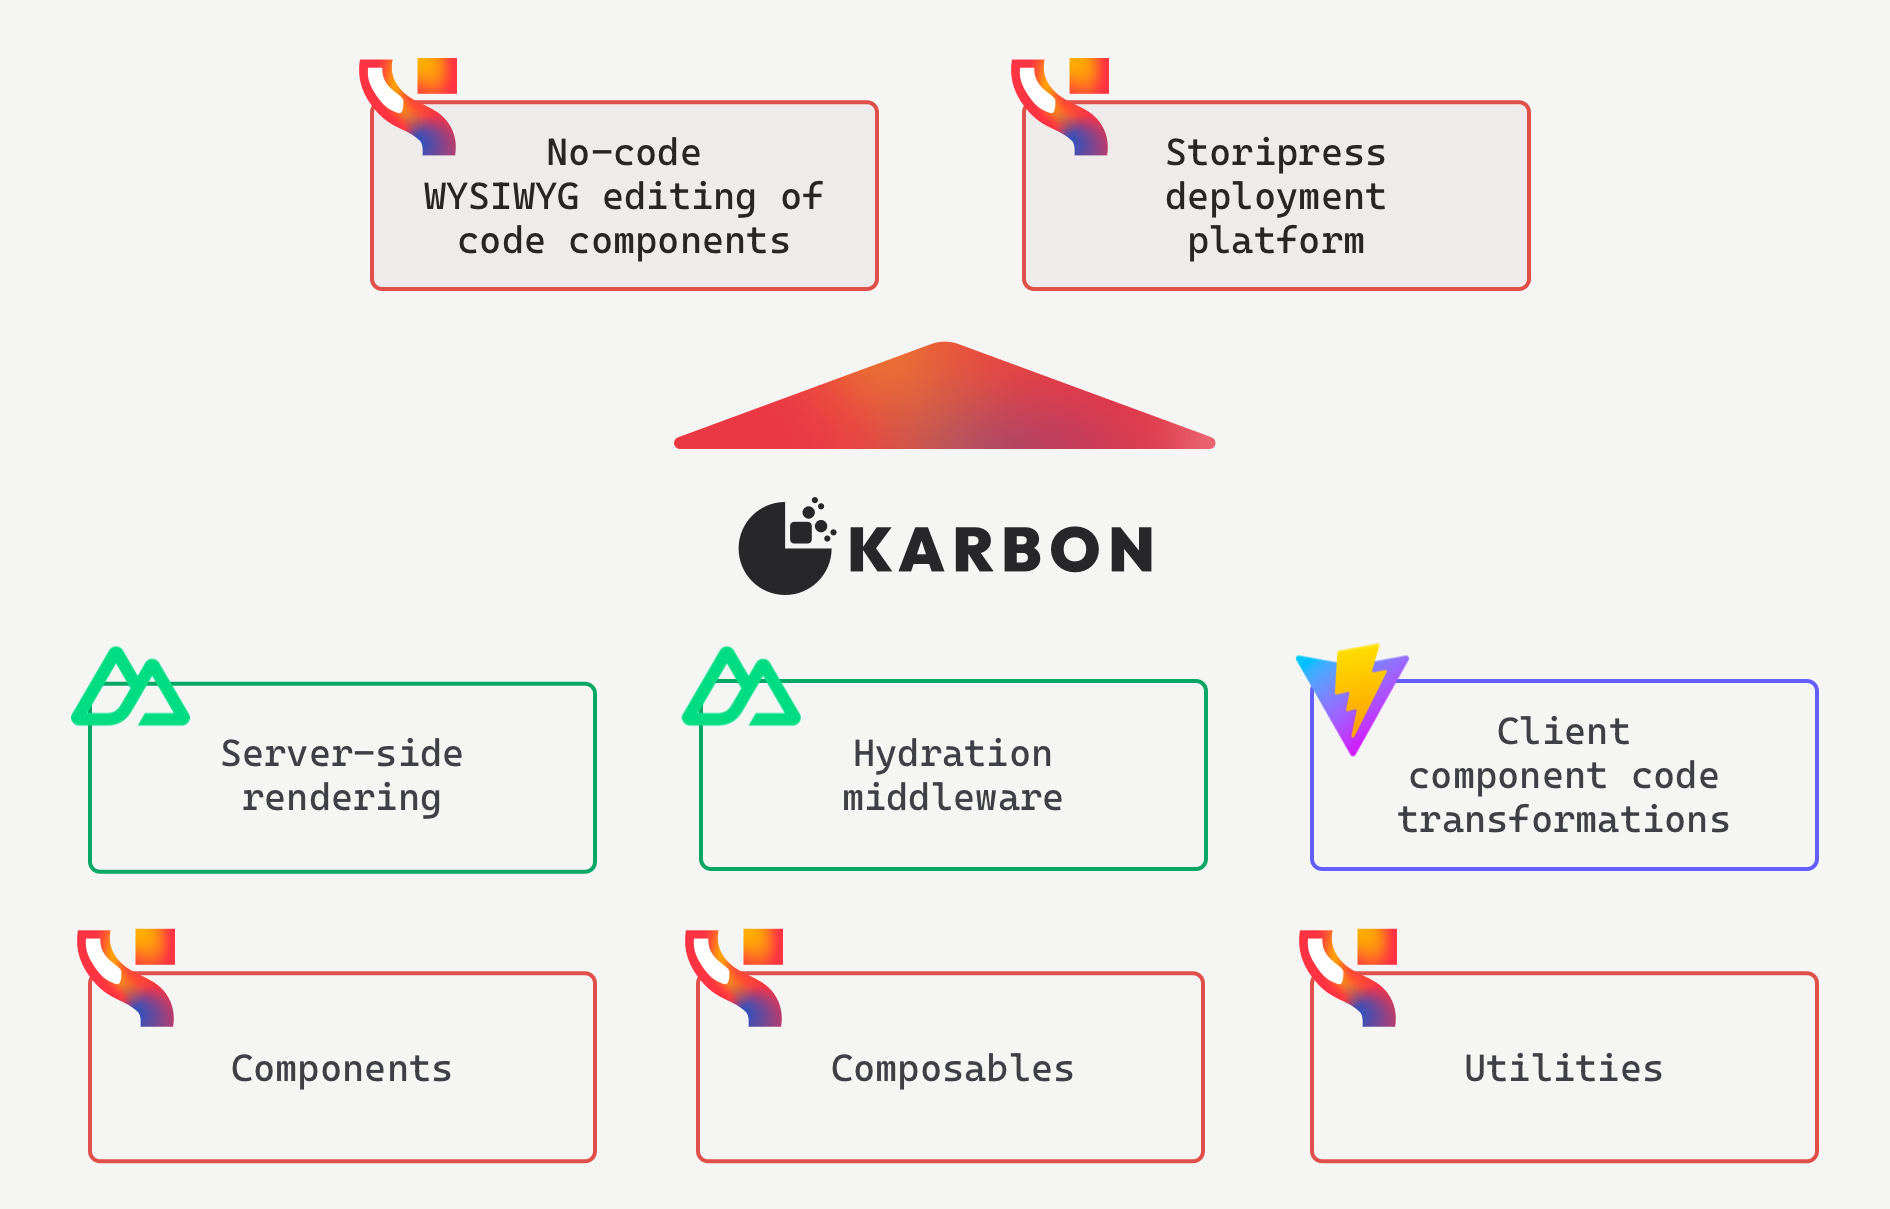 No-code
WYSIWYG editing of
code components
Storipress
deployment
platform
KARBON
Server-side
rendering
Hydration
middleware
Client
component code
transformations
Components
Composables
Utilities